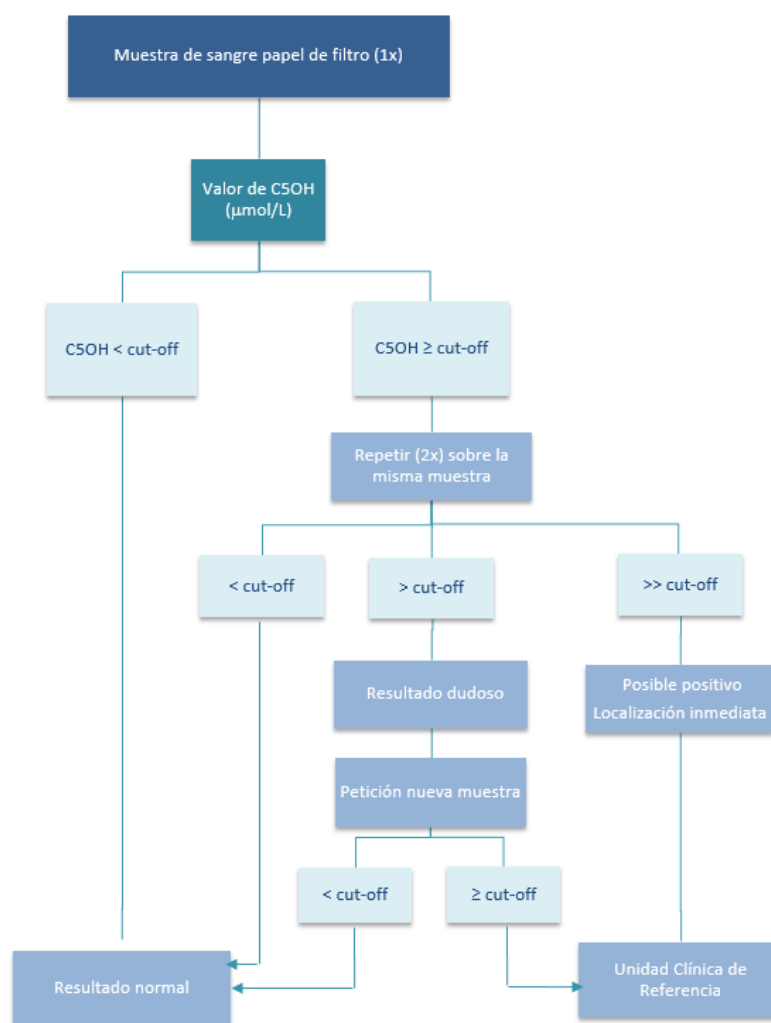 Muestra de sangre papel de filtro (1x)
Valor de C5OH
(µmol/L)
C5OH < cut-off
C5OH ≥ cut-off
Repetir (2x) sobre la
misma muestra
< cut-off
> cut-off
>> cut-off
Resultado dudoso
Posible positivo
Localización inmediata
Petición nueva muestra
< cut-off
≥ cut-off
Resultado normal
Unidad Clínica de
Referencia